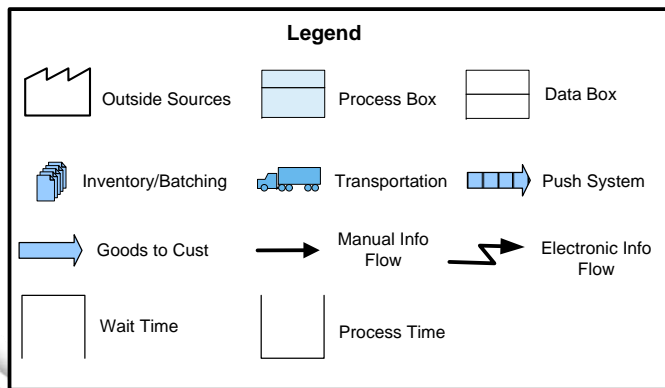 Legend
Outside Sources
Process Box
Data Box
Inventory/Batching
Transportation
Push System
Goods to Cust
Manual Info
Flow
Electronic Info
Flow
Wait Time
Process Time